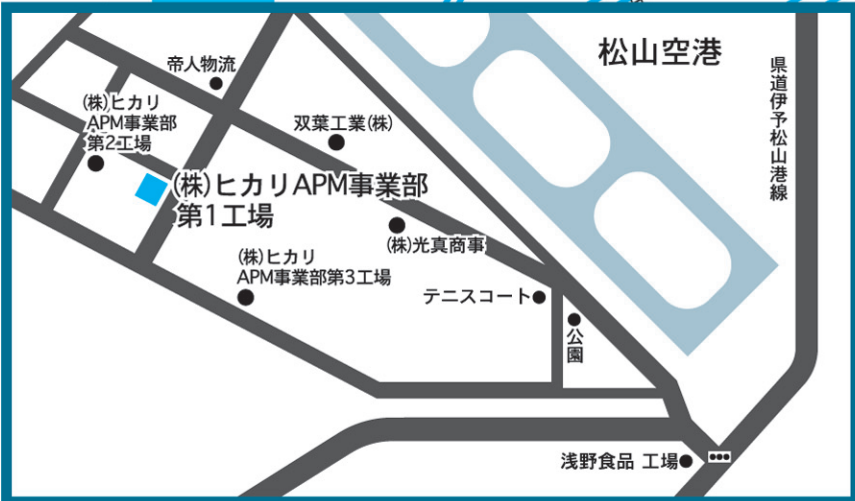 松山空港
県道伊予松山港線
帝人物流
(株)ヒカリ
APM事業部
第2工場
双葉工業(株)
(株)ヒカリAPM事業部
第1工場
(株)光真商事
(株)ヒカリ
APM事業部第3工場
テニスコート
公園
浅野食品 工場